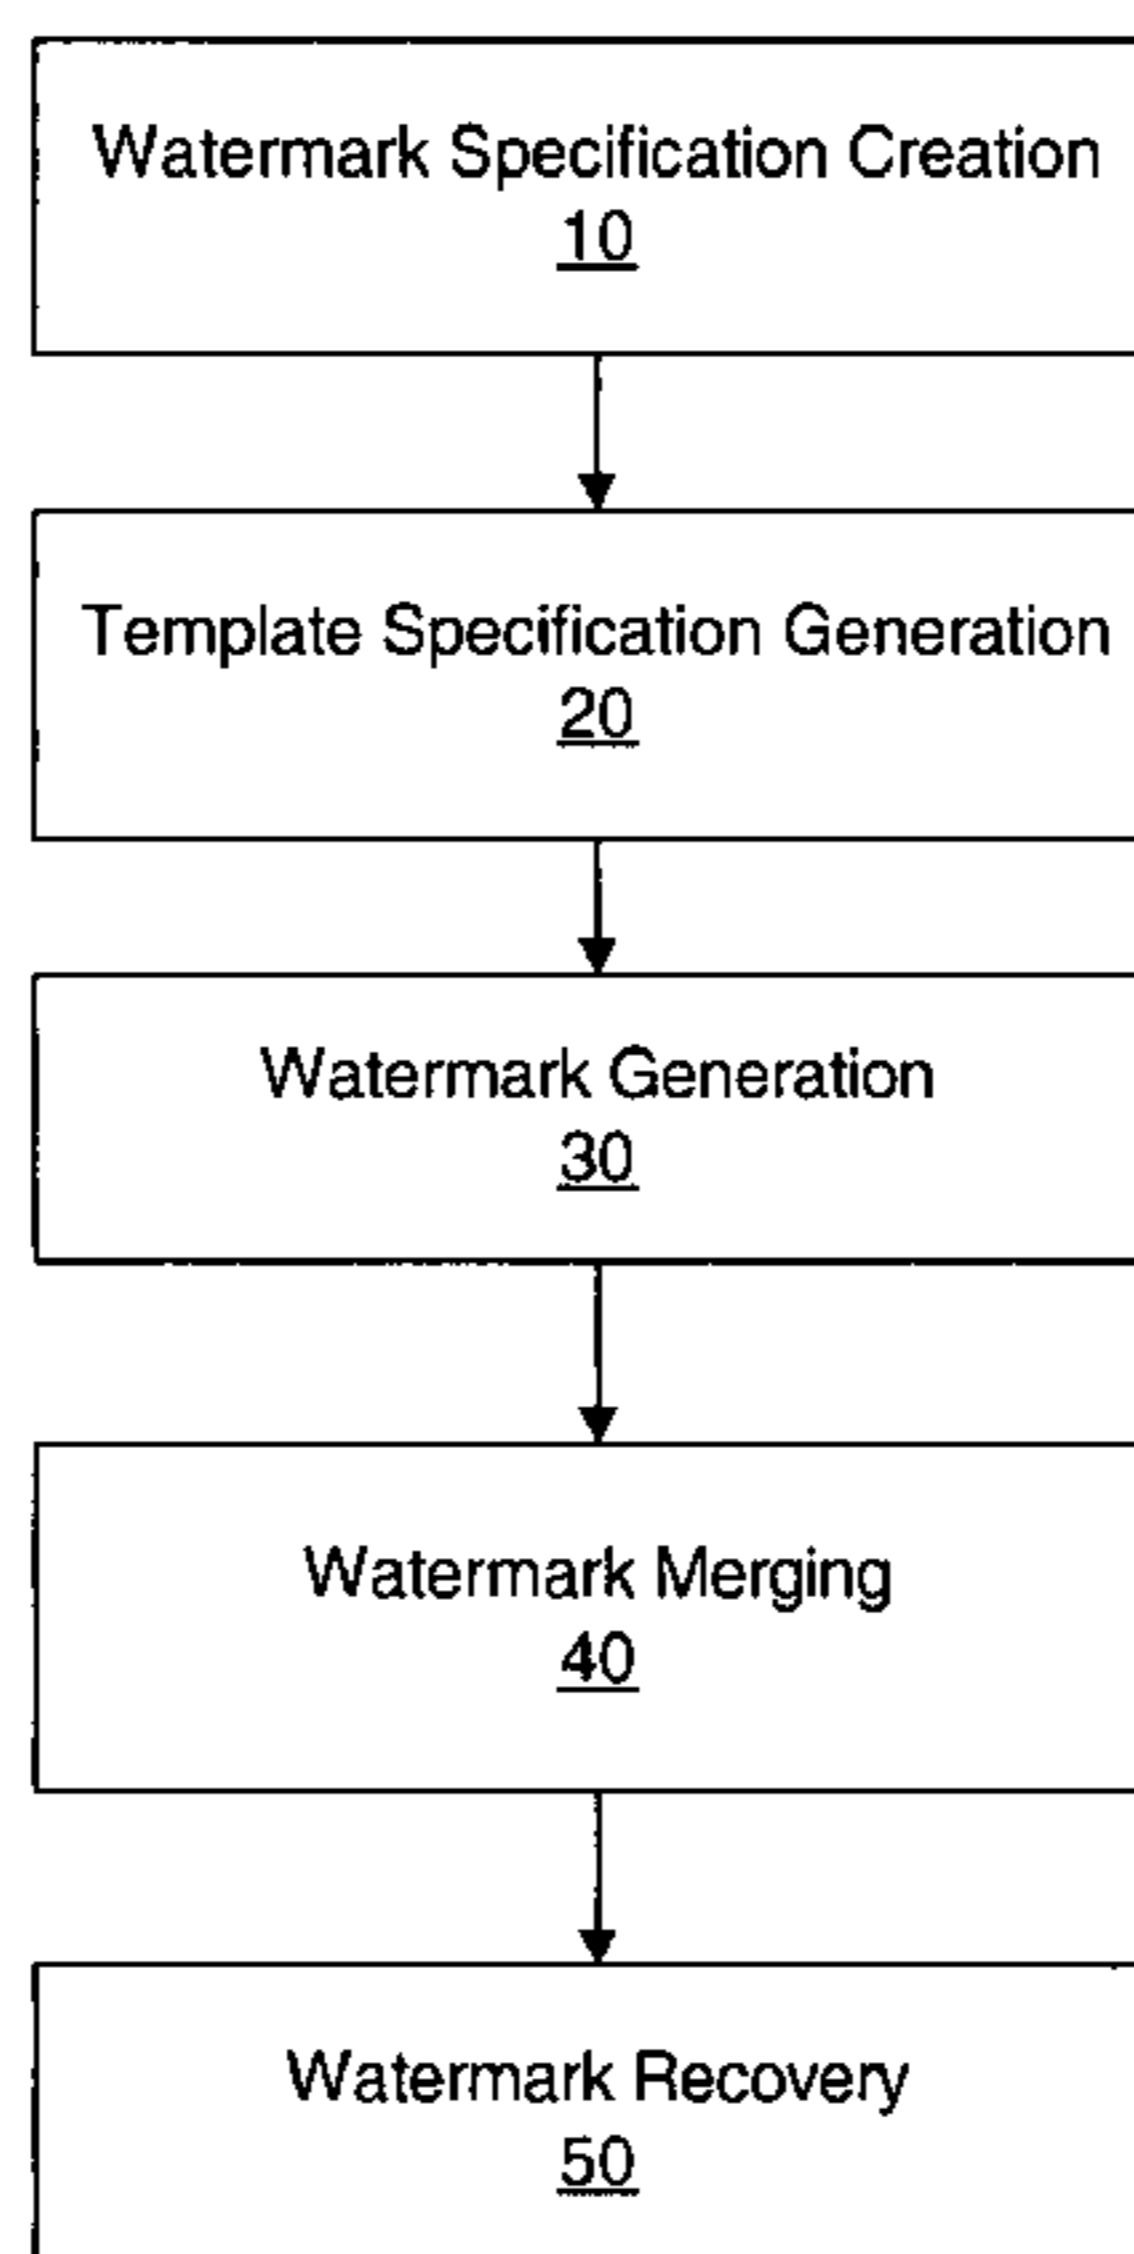 Watermark Specification Creation
10
Template Specification Generation
20
Watermark Generation
30
Watermark Merging
40
Watermark Recovery
50